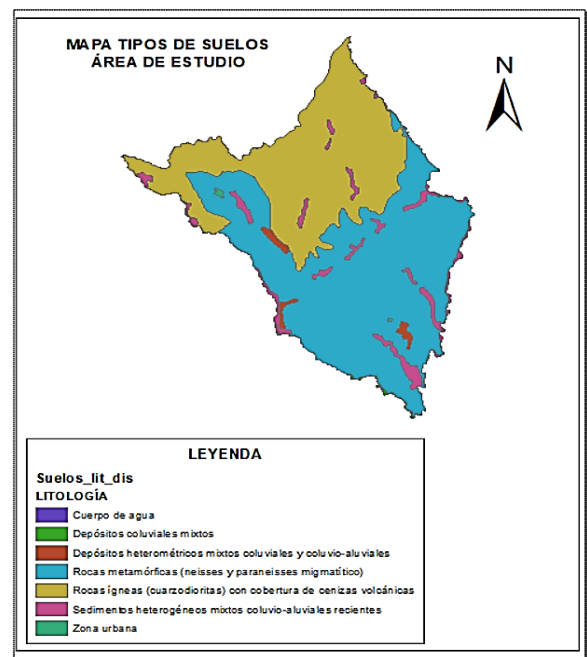 MAPA TIPOS DE SUELOS
ÁREA DE ESTUDIO
N
LEYENDA
Suelos_lit_dis
LITOLOGÍA
Cuerpo de agua
Depósitos coluviales mixtos
Depósitos heterométricos mixtos coluviales y coluvio-aluviales
Rocas metamórficas (neisses y paraneisses migmatítico)
Rocas ígneas (cuarzodioritas) con cobertura de cenizas volcánicas
Sedimentos heterogéneos mixtos coluvio-aluviales recientes
Zona urbana